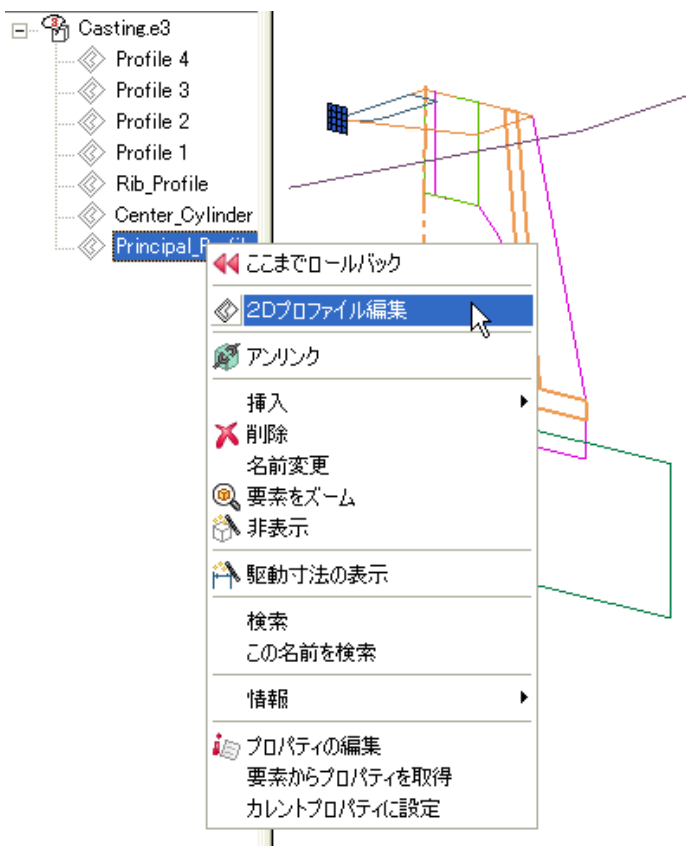 Casting.e3
Profile 4
Profile 3
Profile 2
Profile 1
Rib_Profile
Center_Cylinder
Principal_P
ここまでロールバック
2Dプロファイル編集
アンリンク
挿入
削除
名前変更
要素をズーム
非表示
駆動寸法の表示
検索
この名前を検索
情報
プロパティの編集
要素からプロパティを取得
カレントプロパティに設定